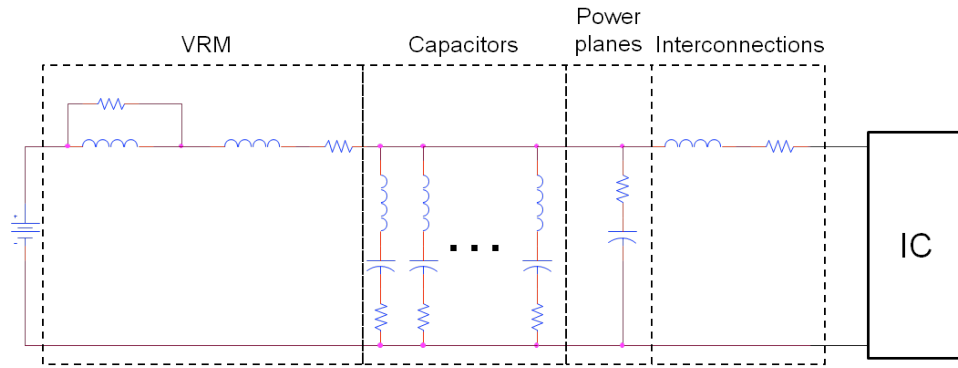 VRM
Capacitors
Power
planes
Interconnections
+
-
IC